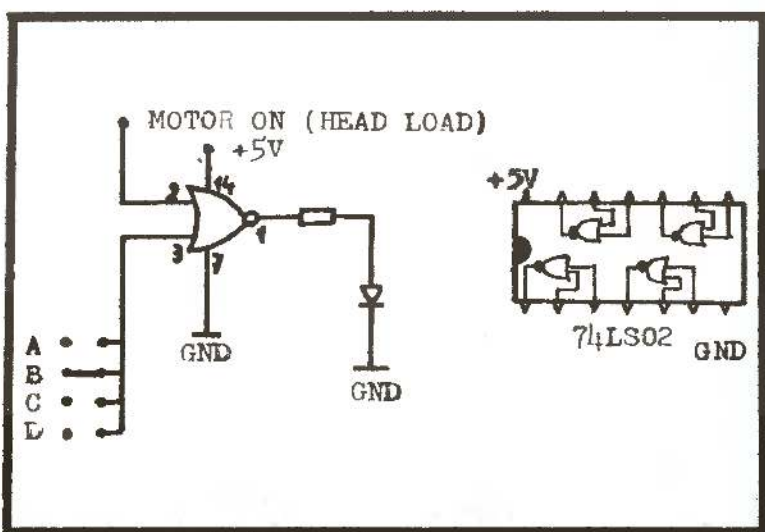 MOTOR ON (HEAD LOAD)
+5V
2
14
1
3
7
GND
GND
A
B
C
D
+5V
74LS02
GND